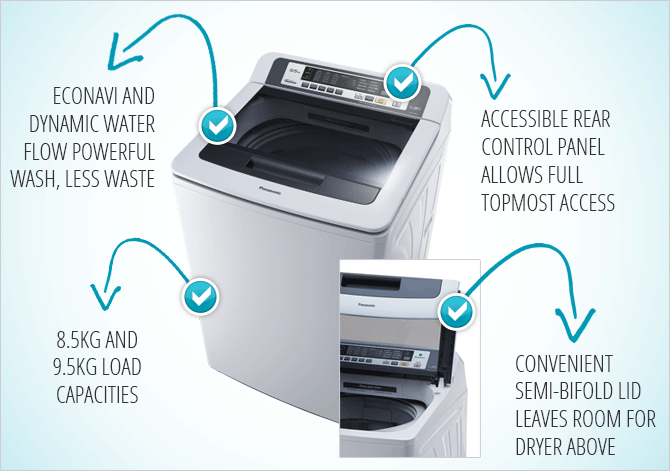 ECONAVI AND
DYNAMIC WATER
FLOW POWERFUL
WASH, LESS WASTE
ACCESSIBLE REAR
CONTROL PANEL
ALLOWS FULL
TOPMOST ACCESS
Panasonic
8.5KG AND
9.5KG LOAD
CAPACITIES
Panasonic
CONVENIENT
SEMI-BIFOLD LID
LEAVES ROOM FOR
DRYER ABOVE